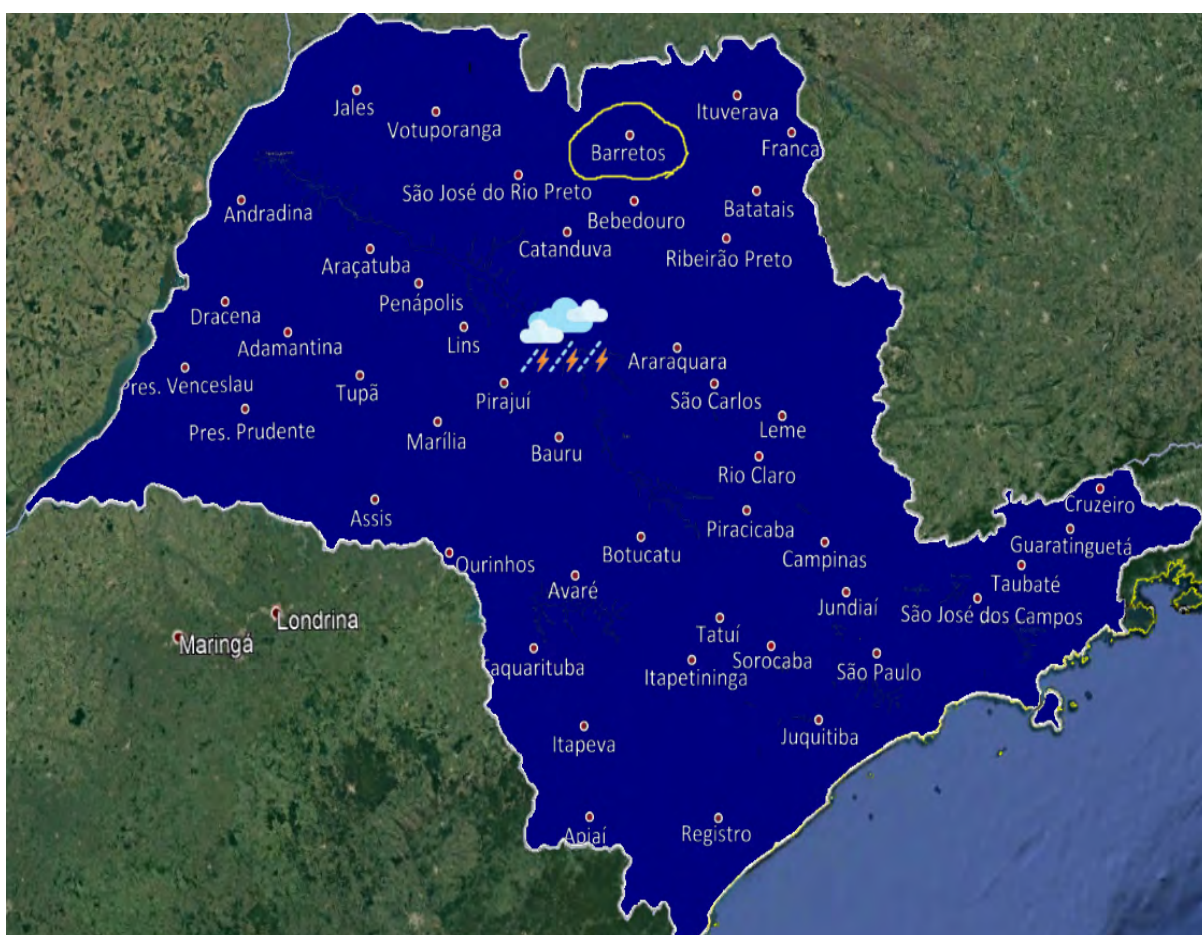 Jales
Ituverava
Votuporanga
Franca
Barretos
São José do Rio Preto
Batatais
Andradina
Bebedouro
Catanduva
Ribeirão Preto
Araçatuba
Penápolis
Dracena
Adamantina
Lins
Araraquara
Pres. Venceslau
Tupã
Pirajuí
São Carlos
Pres. Prudente
Marília
Leme
Bauru
Rio Claro
Cruzeiro
Assis
Piracicaba
Guaratinguetá
Botucatu
Campinas
Ourinhos
Taubaté
Avaré
Jundiaí
São José dos Campos
Londrina
Tatuí
Maringá
Sorocaba
São Paulo
Taquarituba
Itapetininga
Itapeva
Juquitiba
Apiaí
Registro